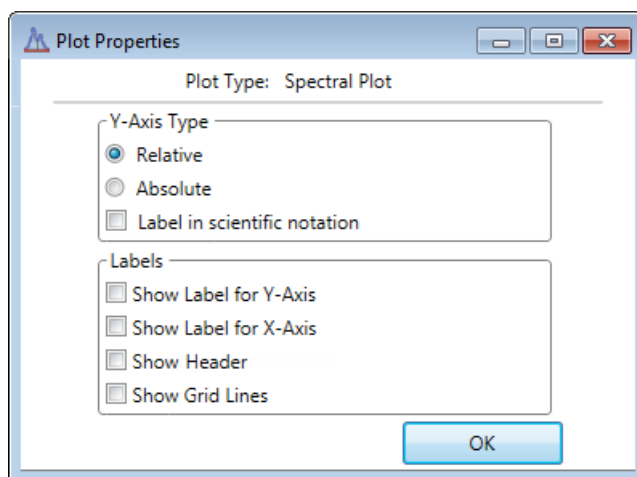 Plot Properties
Plot Type: Spectral Plot
Y-Axis Type
Relative
Absolute
Label in scientific notation
Labels
Show Label for Y-Axis
Show Label for X-Axis
Show Header
Show Grid Lines
OK